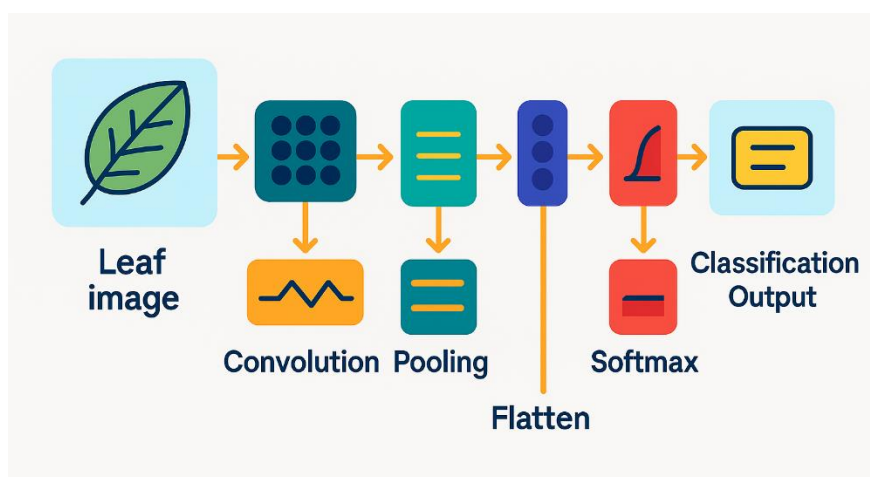 Leaf
image
Convolution
Pooling
Flatten
Softmax
Classification
Output